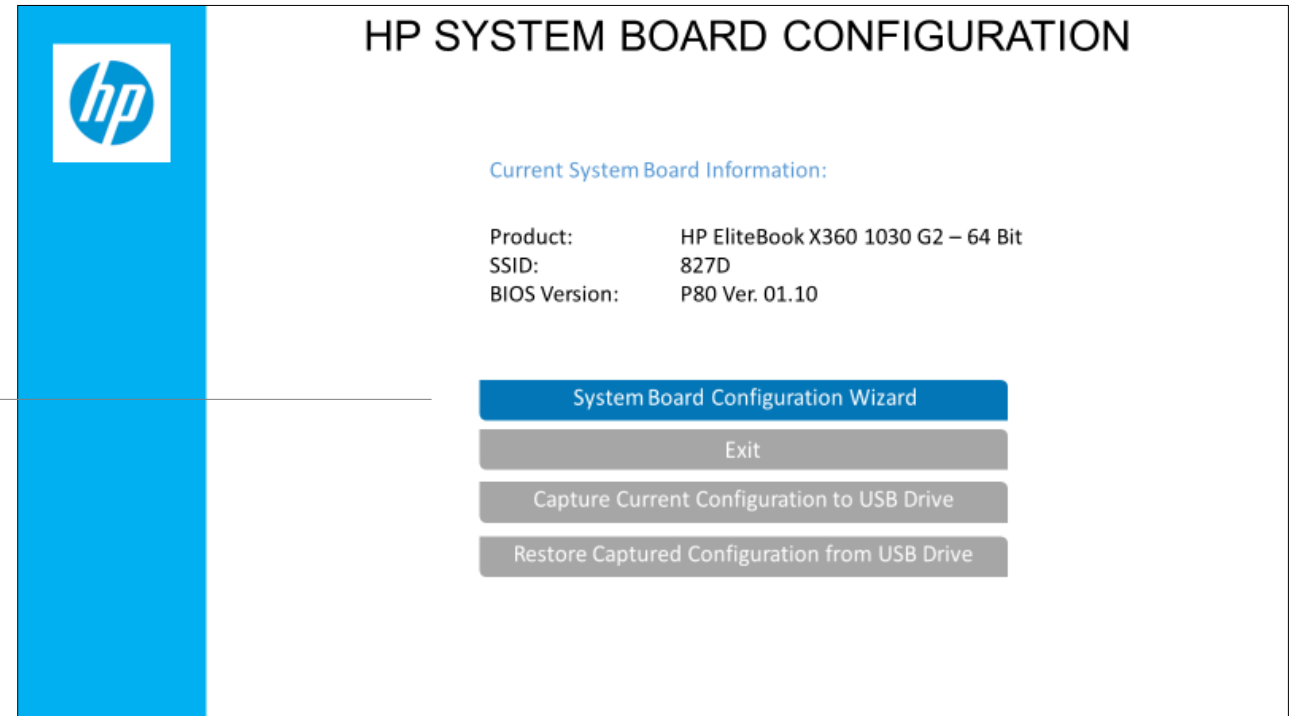 HP SYSTEM BOARD CONFIGURATION
hp
Current System Board Information:
Product: HP EliteBook X360 1030 G2 – 64 Bit
SSID: 827D
BIOS Version: P80 Ver. 01.10
System Board Configuration Wizard
Exit
Capture Current Configuration to USB Drive
Restore Captured Configuration from USB Drive